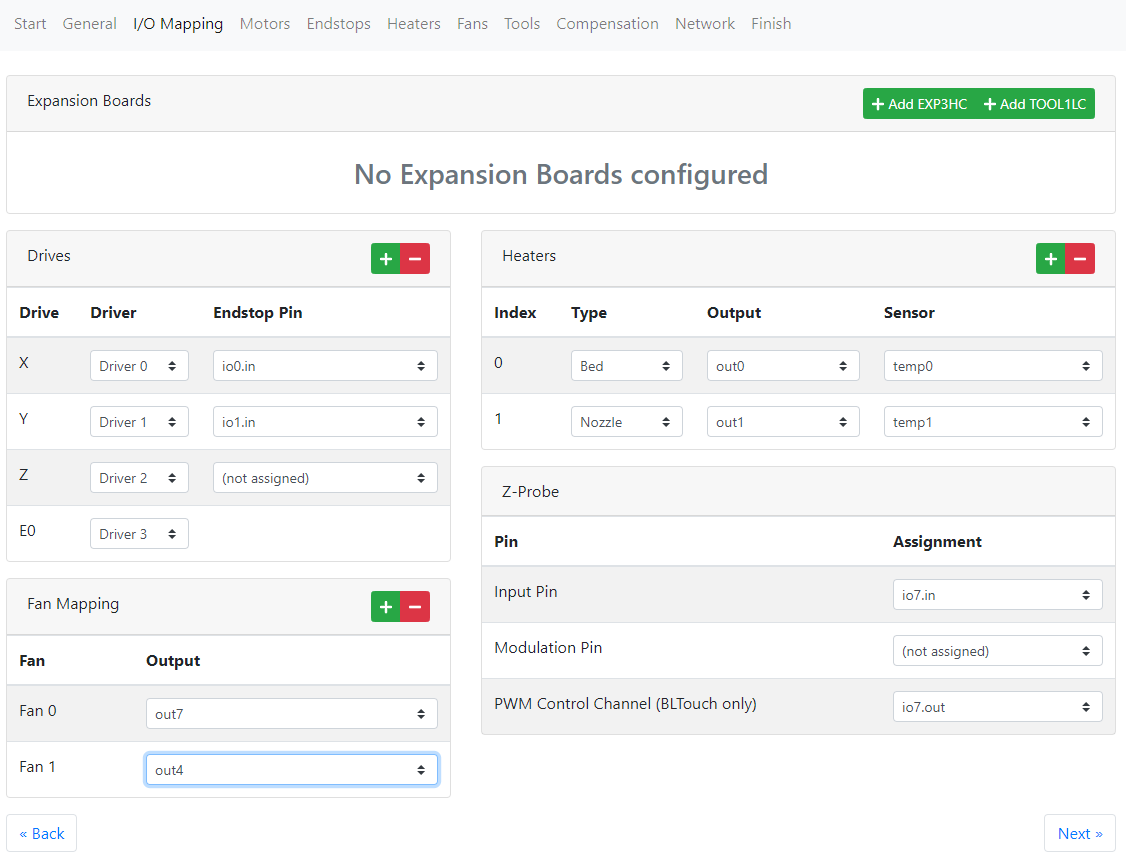 Start General I/O Mapping Motors Endstops Heaters Fans Tools Compensation Network Finish
Expansion Boards
+ Add EXP3HC + Add TOOL1LC
No Expansion Boards configured
Drives
+ −
Drive Driver Endstop Pin
X Driver 0 io0.in
Y Driver 1 io1.in
Z Driver 2 (not assigned)
E0 Driver 3
Fan Mapping
+ −
Fan Output
Fan 0 out7
Fan 1 out4
Heaters
+ −
Index Type Output Sensor
0 Bed out0 temp0
1 Nozzle out1 temp1
Z-Probe
Pin Assignment
Input Pin io7.in
Modulation Pin (not assigned)
PWM Control Channel (BLTouch only) io7.out
« Back
Next »